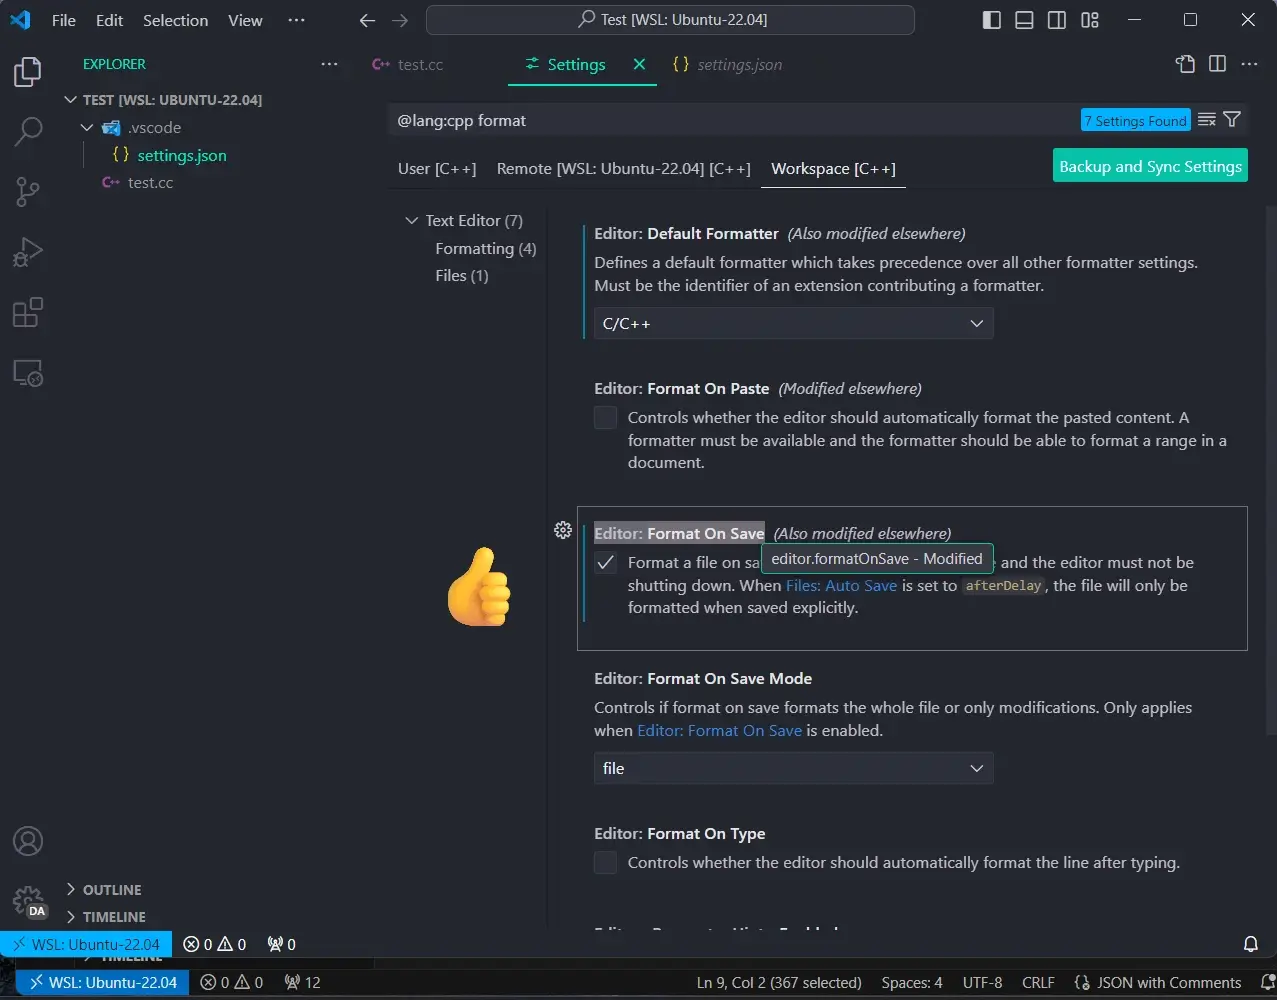 File Edit Selection View ··· Test [WSL: Ubuntu-22.04]
EXPLORER ···
TEST [WSL: UBUNTU-22.04]
.vscode
{} settings.json
C++ test.cc
C++ test.cc Settings {} settings.json
@lang:cpp format 7 Settings Found
User [C++] Remote [WSL: Ubuntu-22.04] [C++] Workspace [C++] Backup and Sync Settings
Text Editor (7)
Formatting (4)
Files (1)
Editor: Default Formatter (Also modified elsewhere)
Defines a default formatter which takes precedence over all other formatter settings.
Must be the identifier of an extension contributing a formatter.
C/C++
Editor: Format On Paste (Modified elsewhere)
Controls whether the editor should automatically format the pasted content. A
formatter must be available and the formatter should be able to format a range in a
document.
Editor: Format On Save (Also modified elsewhere)
editor.formatOnSave - Modified
Format a file on and the editor must not be
shutting down. When Files: Auto Save is set to afterDelay, the file will only be
formatted when saved explicitly.
Editor: Format On Save Mode
Controls if format on save formats the whole file or only modifications. Only applies
when Editor: Format On Save is enabled.
file
Editor: Format On Type
Controls whether the editor should automatically format the line after typing.
DA
OUTLINE
TIMELINE
WSL: Ubuntu-22.04 0 0 0
TIMELINE
WSL: Ubuntu-22.04 0 0 12 Ln 9, Col 2 (367 selected) Spaces: 4 UTF-8 CRLF JSON with Comments